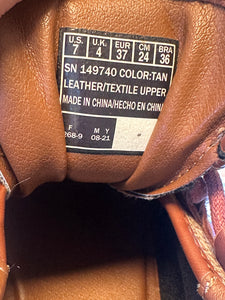 U.S. U.K. EUR CM BRA
7 4 37 24 36
SN 149740 COLOR:TAN
LEATHER/TEXTILE UPPER
MADE IN CHINA/HECHO EN CHINA
F M Y
268-9 08-21